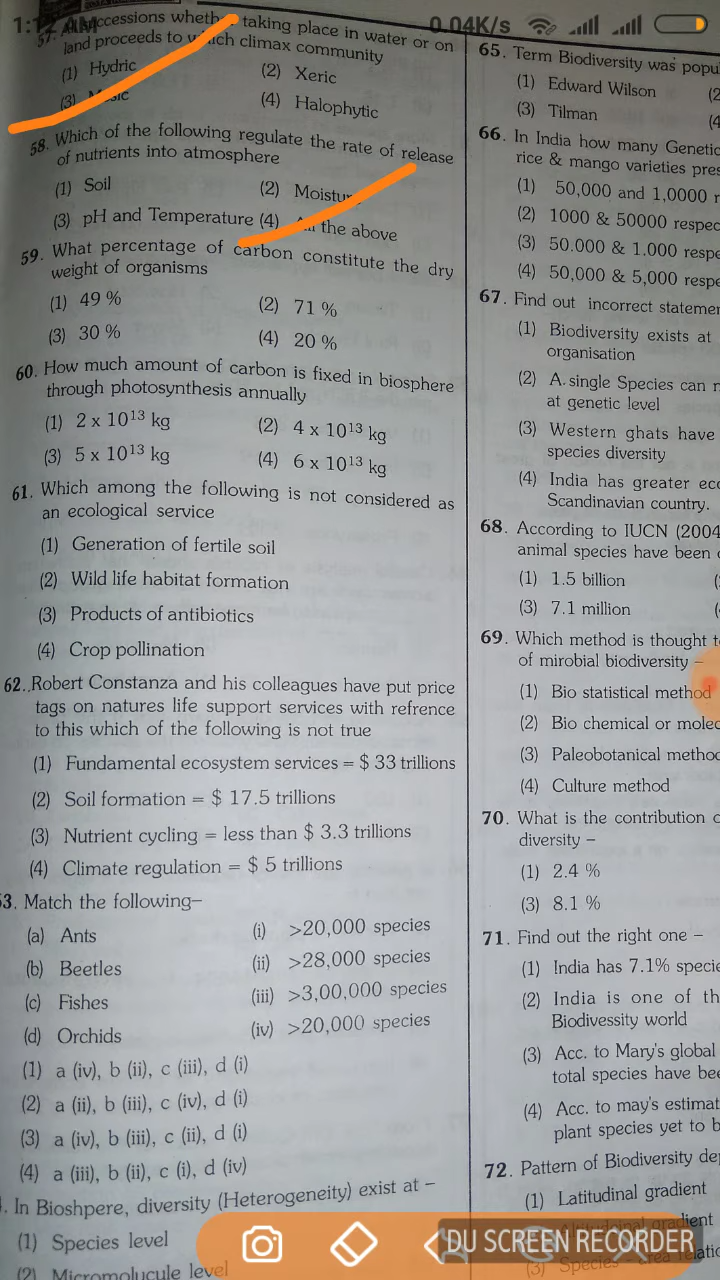 1:12 AM
0.04K/s
57. All successions whether taking place in water or on
land proceeds to which climax community
(1) Hydric
(2) Xeric
(3)
(4) Halophytic
58. Which of the following regulate the rate of release
of nutrients into atmosphere
(1) Soil
(2) Moisture
(3) pH and Temperature (4) All the above
59. What percentage of carbon constitute the dry
weight of organisms
(1) 49 %
(2) 71 %
(3) 30 %
(4) 20 %
60. How much amount of carbon is fixed in biosphere
through photosynthesis annually
(1) 2 x 10¹³ kg
(2) 4 x 10¹³ kg
(3) 5 x 10¹³ kg
(4) 6 x 10¹³ kg
61. Which among the following is not considered as
an ecological service
(1) Generation of fertile soil
(2) Wild life habitat formation
(3) Products of antibiotics
(4) Crop pollination
62. Robert Constanza and his colleagues have put price
tags on natures life support services with refrence
to this which of the following is not true
(1) Fundamental ecosystem services = $ 33 trillions
(2) Soil formation = $ 17.5 trillions
(3) Nutrient cycling = less than $ 3.3 trillions
(4) Climate regulation = $ 5 trillions
3. Match the following–
(a) Ants (i) >20,000 species
(b) Beetles (ii) >28,000 species
(c) Fishes (iii) >3,00,000 species
(d) Orchids (iv) >20,000 species
(1) a (iv), b (ii), c (iii), d (i)
(2) a (ii), b (iii), c (iv), d (i)
(3) a (iv), b (iii), c (ii), d (i)
(4) a (iii), b (ii), c (i), d (iv)
. In Bioshpere, diversity (Heterogeneity) exist at –
(1) Species level
(2) Micromolucule level
65. Term Biodiversity was popu
(1) Edward Wilson
(2
(3) Tilman
(4
66. In India how many Genetic
rice & mango varieties pres
(1) 50,000 and 1,0000 r
(2) 1000 & 50000 respec
(3) 50.000 & 1.000 respe
(4) 50,000 & 5,000 respe
67. Find out incorrect statemen
(1) Biodiversity exists at
organisation
(2) A.single Species can
at genetic level
(3) Western ghats have
species diversity
(4) India has greater eco
Scandinavian country.
68. According to IUCN (2004
animal species have been
(1) 1.5 billion
(3) 7.1 million
69. Which method is thought t
of mirobial biodiversity –
(1) Bio statistical method
(2) Bio chemical or molec
(3) Paleobotanical method
(4) Culture method
70. What is the contribution
diversity –
(1) 2.4 %
(3) 8.1 %
71. Find out the right one –
(1) India has 7.1% specie
(2) India is one of th
Biodivessity world
(3) Acc. to Mary's global
total species have bee
(4) Acc. to may's estimat
plant species yet to b
72. Pattern of Biodiversity de
(1) Latitudinal gradient
DU SCREEN RECORDER
(3) Species - area relatio